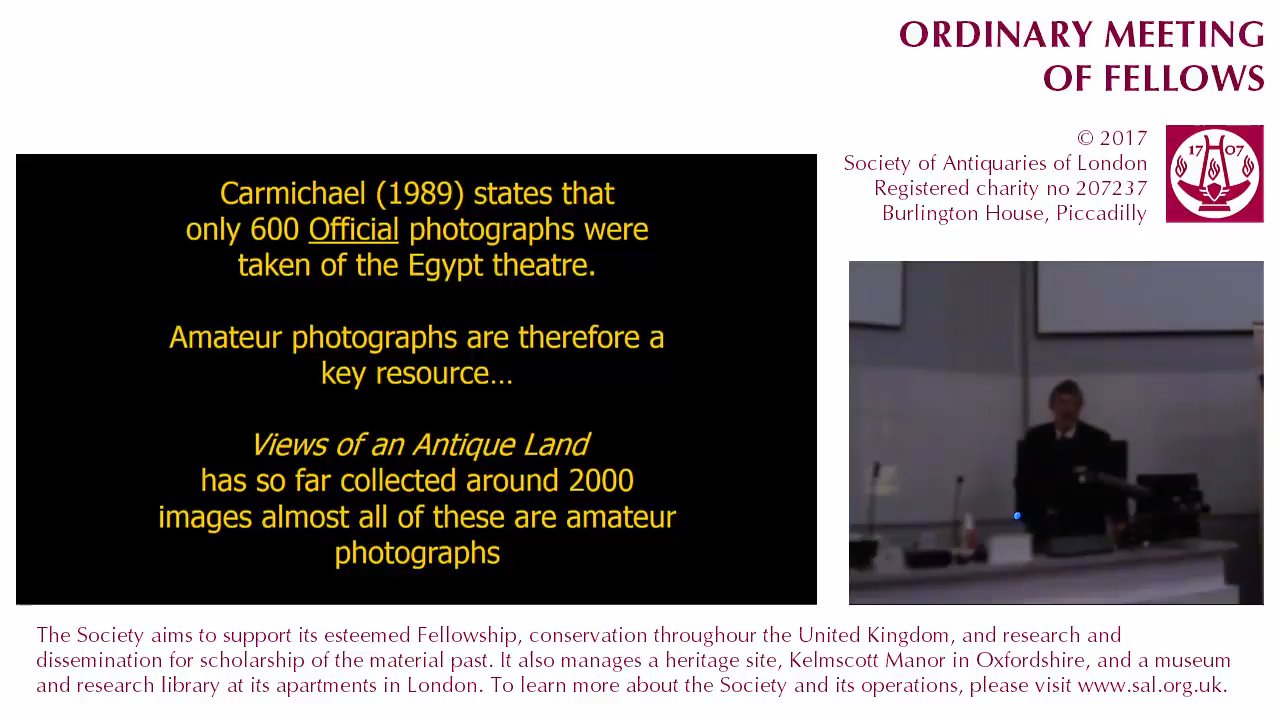 ORDINARY MEETING
OF FELLOWS
© 2017
Society of Antiquaries of London
Registered charity no 207237
Burlington House, Piccadilly
17 07
Carmichael (1989) states that
only 600 Official photographs were
taken of the Egypt theatre.
Amateur photographs are therefore a
key resource...
Views of an Antique Land
has so far collected around 2000
images almost all of these are amateur
photographs
The Society aims to support its esteemed Fellowship, conservation throughour the United Kingdom, and research and
dissemination for scholarship of the material past. It also manages a heritage site, Kelmscott Manor in Oxfordshire, and a museum
and research library at its apartments in London. To learn more about the Society and its operations, please visit www.sal.org.uk.